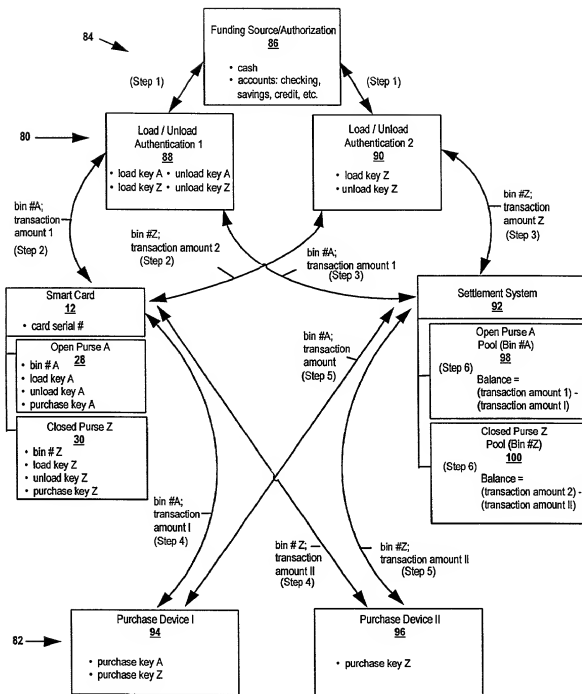 84
Funding Source/Authorization
86
• cash
• accounts: checking,
savings, credit, etc.
(Step 1)
(Step 1)
80
Load / Unload
Authentication 1
88
• load key A • unload key A
• load key Z • unload key Z
Load / Unload
Authentication 2
90
• load key Z
• unload key Z
bin #A;
transaction
amount 1
(Step 2)
bin #Z;
transaction amount 2
(Step 2)
bin #A;
transaction amount 1
(Step 3)
bin #Z;
transaction
amount Z
(Step 3)
Smart Card
12
• card serial #
Open Purse A
28
• bin # A
• load key A
• unload key A
• purchase key A
Closed Purse Z
30
• bin # Z
• load key Z
• unload key Z
• purchase key Z
Settlement System
92
Open Purse A
Pool (Bin #A)
98
(Step 6)
Balance =
(transaction amount 1) -
(transaction amount I)
Closed Purse Z
Pool (Bin #Z)
100
(Step 6)
Balance =
(transaction amount 2) -
(transaction amount II)
bin #A;
transaction
amount
(Step 5)
bin #A;
transaction
amount I
(Step 4)
bin # Z;
transaction
amount II
(Step 4)
bin #Z;
transaction
amount II
(Step 5)
82
Purchase Device I
94
• purchase key A
• purchase key Z
Purchase Device II
96
• purchase key Z